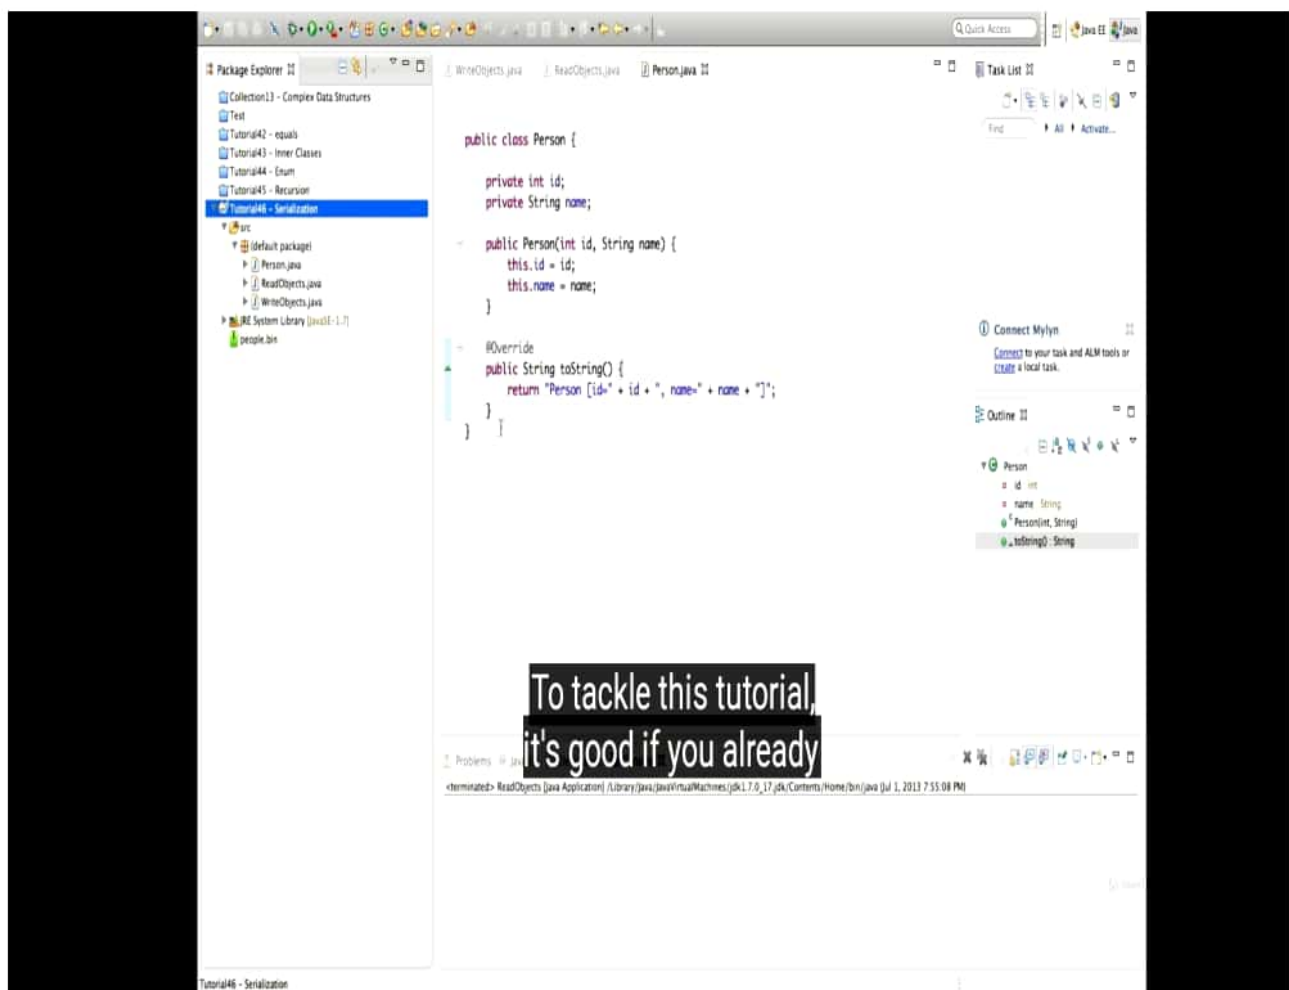 Quick Access
Java EE
Java
Package Explorer
WriteObjects.java
ReadObjects.java
Person.java
Task List
Collection13 - Complex Data Structures
Test
Tutorial42 - equals
Tutorial43 - Inner Classes
Tutorial44 - Enum
Tutorial45 - Recursion
Tutorial46 - Serialization
src
(default package)
Person.java
ReadObjects.java
WriteObjects.java
JRE System Library [JavaSE-1.7]
people.bin
public class Person {
private int id;
private String name;
public Person(int id, String name) {
this.id = id;
this.name = name;
}
@Override
public String toString() {
return "Person [id=" + id + ", name=" + name + "]";
}
}
Find
All
Activate...
Connect Mylyn
Connect to your task and ALM tools or
create a local task.
Outline
Person
id int
name String
Person(int, String)
toString() : String
To tackle this tutorial,
it's good if you already
Problems
<terminated> ReadObjects [Java Application] /Library/Java/JavaVirtualMachines/jdk1.7.0_17.jdk/Contents/Home/bin/java (Jul 1, 2013 7:55:08 PM)
Tutorial46 - Serialization